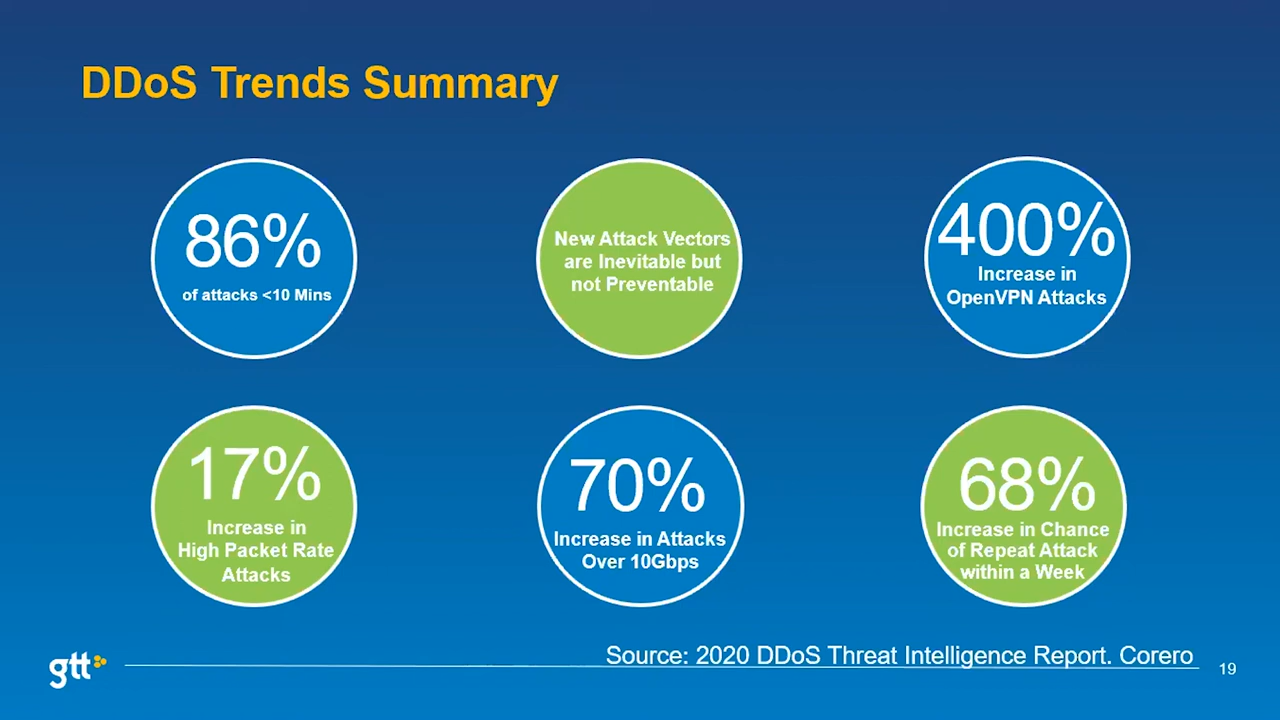 DDoS Trends Summary
86%
of attacks <10 Mins
New Attack Vectors
are Inevitable but
not Preventable
400%
Increase in
OpenVPN Attacks
17%
Increase in
High Packet Rate
Attacks
70%
Increase in Attacks
Over 10Gbps
68%
Increase in Chance
of Repeat Attack
within a Week
Source: 2020 DDoS Threat Intelligence Report. Corero
gtt
19